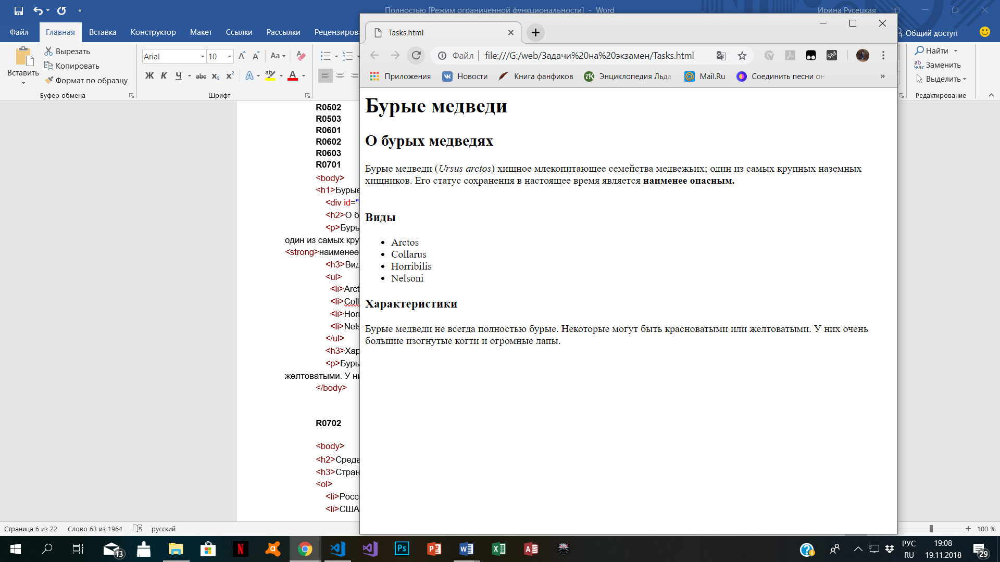 Полностью [Режим ограниченной функциональности] - Word
Ирина Русецкая
Файл Главная Вставка Конструктор Макет Ссылки Рассылки Рецензирова
Общий доступ
Вставить
Вырезать
Копировать
Формат по образцу
Буфер обмена
Arial 10
Ж К Ч abc x₂ x²
Шрифт
Найти
Заменить
Выделить
Редактирование
R0502
R0503
R0601
R0602
R0603
R0701
<body>
<h1>Бурые
<div id="
<h2>О б
<p>Буры
один из самых кру
<strong>наименее
<h3>Вид
<ul>
<li>Arct
<li>Coll
<li>Horr
<li>Nels
</ul>
<h3>Хар
<p>Буры
желтоватыми. У ни
</body>
R0702
<body>
<h2>Среда
<h3>Стран
<ol>
<li>Росс
<li>США
Tasks.html
Файл | file:///G:/web/Задачи%20на%20экзамен/Tasks.html
Приложения Новости Книга фанфиков Энциклопедия Льда Mail.Ru Соединить песни он »
Бурые медведи
О бурых медведях
Бурые медведи (Ursus arctos) хищное млекопитающее семейства медвежьих; один из самых крупных наземных
хищников. Его статус сохранения в настоящее время является наименее опасным.
Виды
• Arctos
• Collarus
• Horribilis
• Nelsoni
Характеристики
Бурые медведи не всегда полностью бурые. Некоторые могут быть красноватыми или желтоватыми. У них очень
большие изогнутые когти и огромные лапы.
Страница 6 из 22 Слово 63 из 1964 русский
100 %
13
РУС
RU
19:08
19.11.2018
29